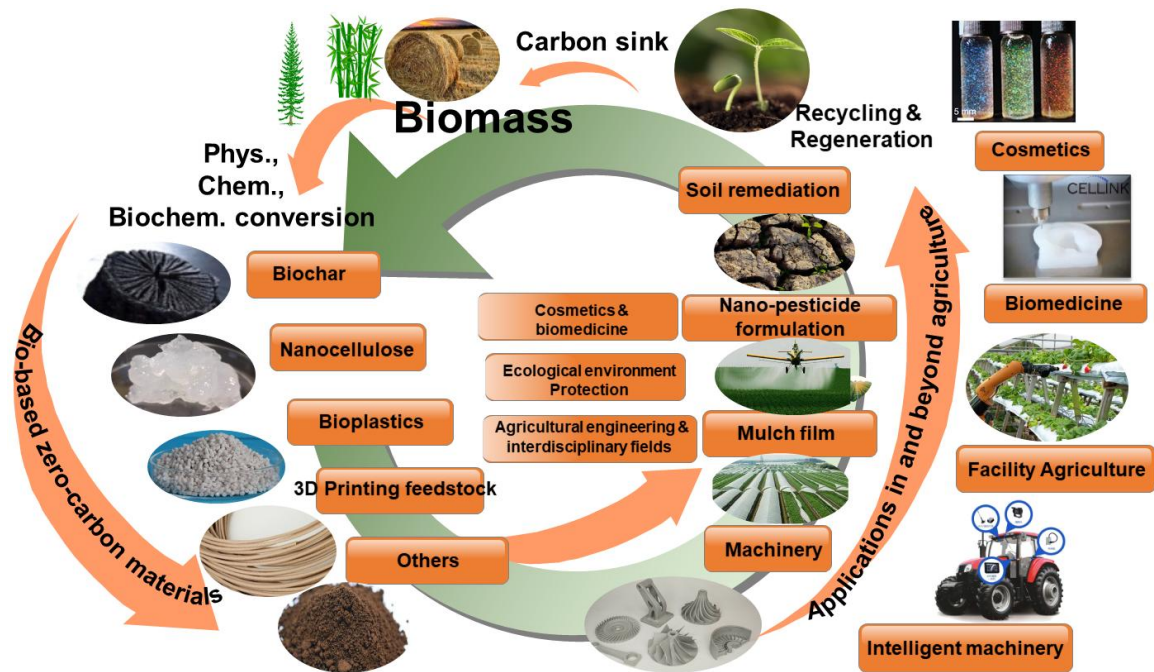 Carbon sink
Biomass
Recycling &
Regeneration
5 mm
Cosmetics
Phys.,
Chem.,
Biochem. conversion
Soil remediation
CELLINK
Biochar
Cosmetics &
biomedicine
Nano-pesticide
formulation
Biomedicine
Nanocellulose
Ecological environment
Protection
Bioplastics
Agricultural engineering &
interdisciplinary fields
Mulch film
Facility Agriculture
3D Printing feedstock
Others
Machinery
Intelligent machinery
Bio-based zero-carbon materials
Applications in and beyond agriculture